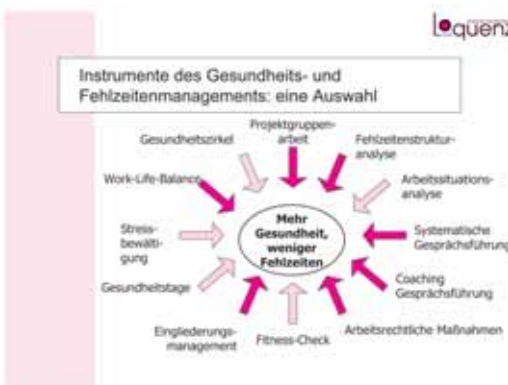 Loquenz
Instrumente des Gesundheits- und
Fehlzeitenmanagements: eine Auswahl
Projektgruppen-
arbeit
Gesundheitszirkel
Fehlzeitenstruktur-
analyse
Work-Life-Balance
Arbeitssituations-
analyse
Mehr
Gesundheit,
weniger
Fehlzeiten
Stress-
bewälti-
gung
Systematische
Gesprächsführung
Gesundheitstage
Coaching
Gesprächsführung
Eingliederungs-
management
Fitness-Check
Arbeitsrechtliche Maßnahmen